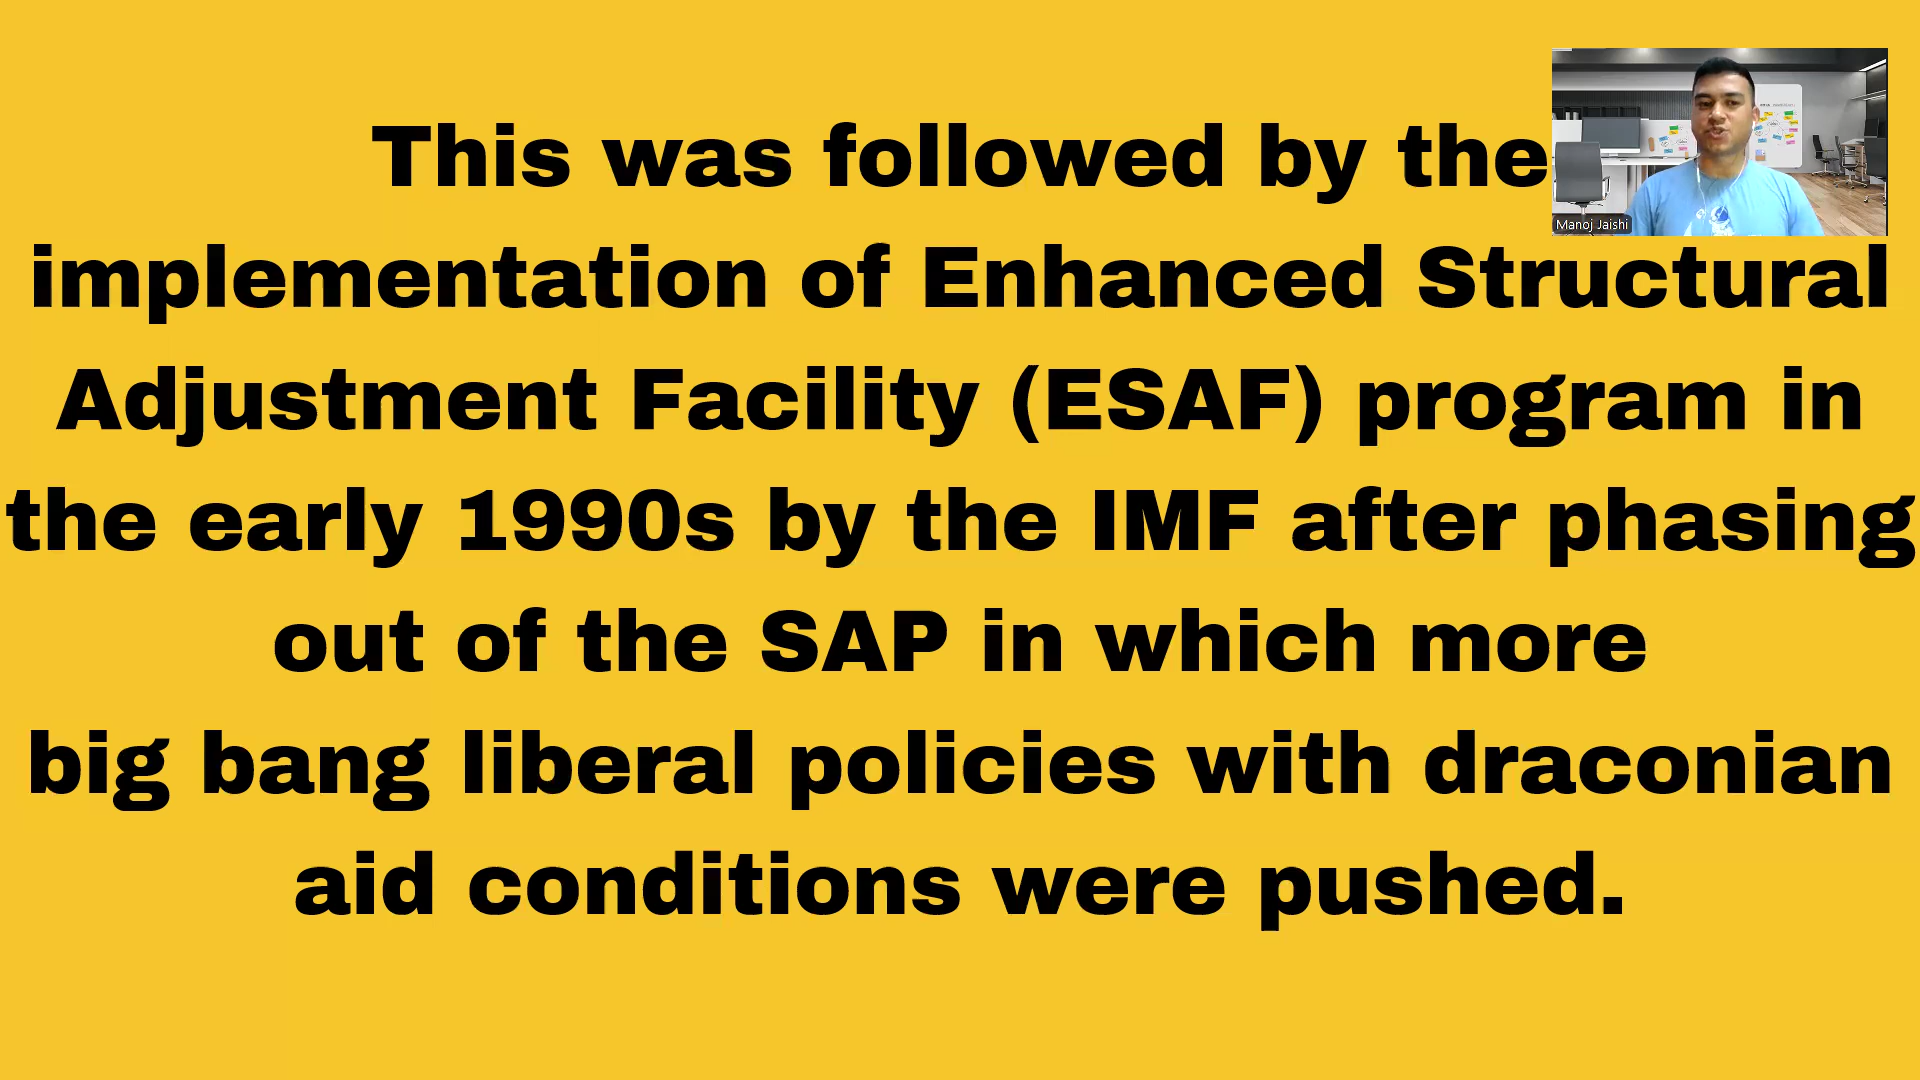 This was followed by the
implementation of Enhanced Structural
Adjustment Facility (ESAF) program in
the early 1990s by the IMF after phasing
out of the SAP in which more
big bang liberal policies with draconian
aid conditions were pushed.
Manoj Jaishi